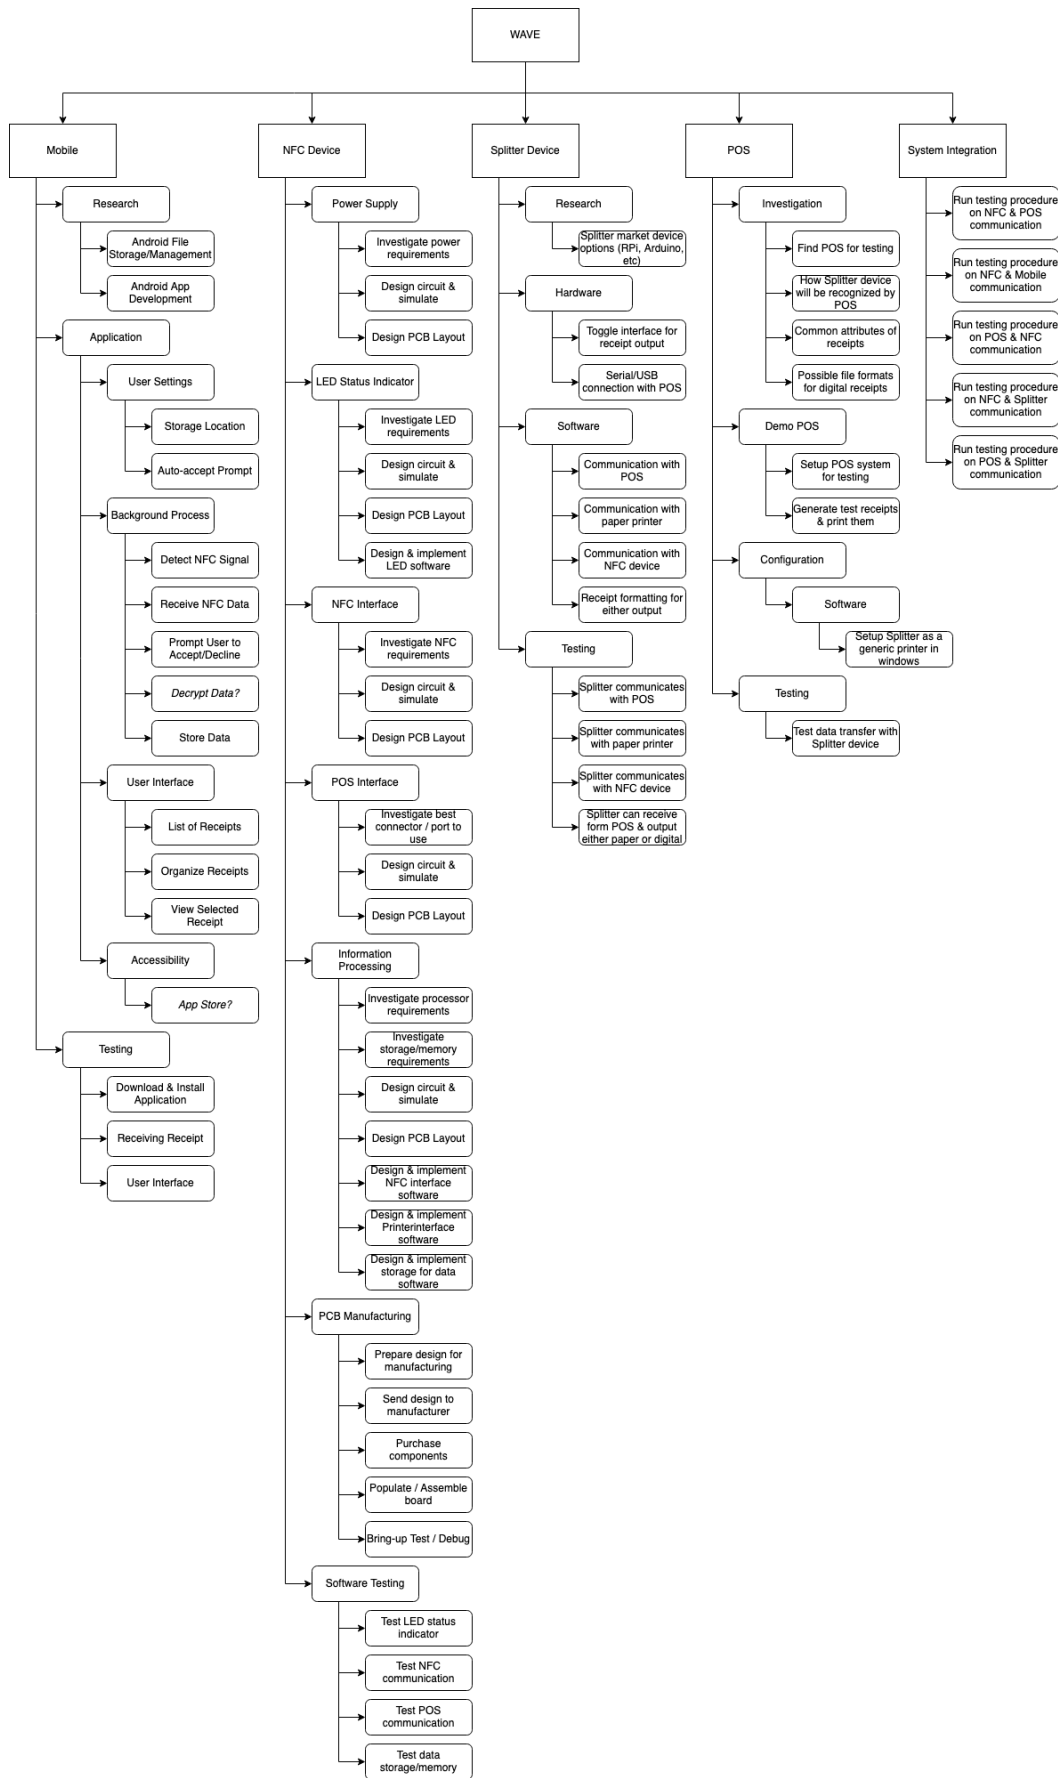 WAVE
Mobile
Research
Android File
Storage/Management
Android App
Development
Application
User Settings
Storage Location
Auto-accept Prompt
Background Process
Detect NFC Signal
Receive NFC Data
Prompt User to
Accept/Decline
Decrypt Data?
Store Data
User Interface
List of Receipts
Organize Receipts
View Selected
Receipt
Accessibility
App Store?
Testing
Download & Install
Application
Receiving Receipt
User Interface
NFC Device
Power Supply
Investigate power
requirements
Design circuit &
simulate
Design PCB Layout
LED Status Indicator
Investigate LED
requirements
Design circuit &
simulate
Design PCB Layout
Design & implement
LED software
NFC Interface
Investigate NFC
requirements
Design circuit &
simulate
Design PCB Layout
POS Interface
Investigate best
connector / port to
use
Design circuit &
simulate
Design PCB Layout
Information
Processing
Investigate processor
requirements
Investigate
storage/memory
requirements
Design circuit &
simulate
Design PCB Layout
Design & implement
NFC interface
software
Design & implement
Printerinterface
software
Design & implement
storage for data
software
PCB Manufacturing
Prepare design for
manufacturing
Send design to
manufacturer
Purchase
components
Populate / Assemble
board
Bring-up Test / Debug
Software Testing
Test LED status
indicator
Test NFC
communication
Test POS
communication
Test data
storage/memory
Splitter Device
Research
Splitter market device
options (RPi, Arduino,
etc)
Hardware
Toggle interface for
receipt output
Serial/USB
connection with POS
Software
Communication with
POS
Communication with
paper printer
Communication with
NFC device
Receipt formatting for
either output
Testing
Splitter communicates
with POS
Splitter communicates
with paper printer
Splitter communicates
with NFC device
Splitter can receive
form POS & output
either paper or digital
POS
Investigation
Find POS for testing
How Splitter device
will be recognized by
POS
Common attributes of
receipts
Possible file formats
for digital receipts
Demo POS
Setup POS system
for testing
Generate test receipts
& print them
Configuration
Software
Setup Splitter as a
generic printer in
windows
Testing
Test data transfer with
Splitter device
System Integration
Run testing procedure
on NFC & POS
communication
Run testing procedure
on NFC & Mobile
communication
Run testing procedure
on POS & NFC
communication
Run testing procedure
on NFC & Splitter
communication
Run testing procedure
on POS & Splitter
communication